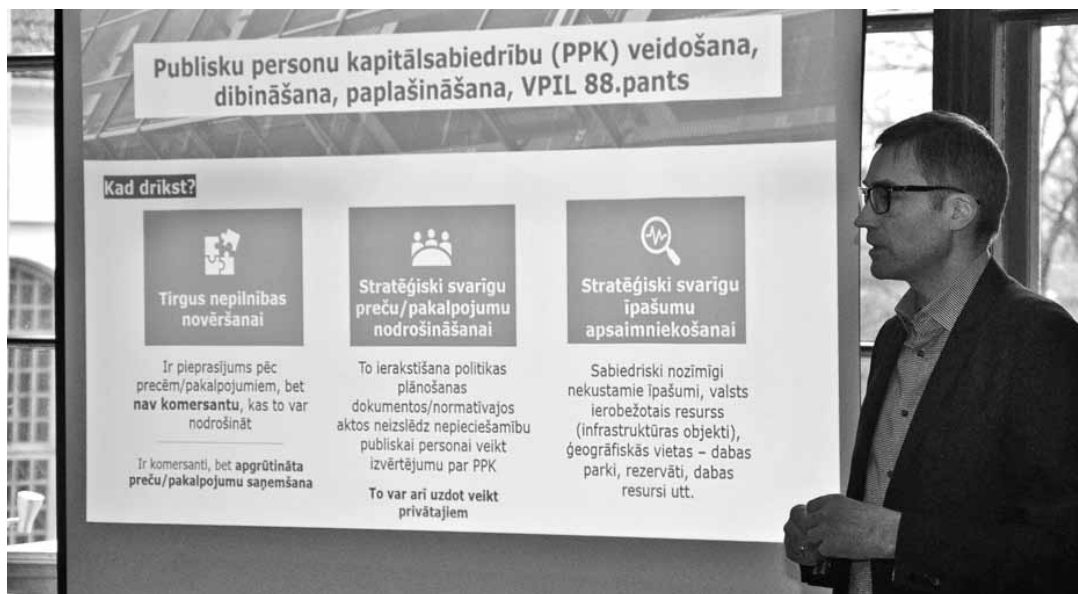 Publisku personu kapitālsabiedrību (PPK) veidošana,
dibināšana, paplašināšana, VPIL 88.pants
Kad drīkst?
Tirgus nepilnības
novēršanai
Ir pieprasījums pēc
precēm/pakalpojumiem, bet
nav komersantu, kas to var
nodrošināt
Ir komersanti, bet apgrūtināta
preču/pakalpojumu saņemšana
Stratēģiski svarīgu
preču/pakalpojumu
nodrošināšanai
To ierakstīšana politikas
plānošanas
dokumentos/normatīvajos
aktos neizslēdz nepieciešamību
publiskai personai veikt
izvērtējumu par PPK
To var arī uzdot veikt
privātajiem
Stratēģiski svarīgu
īpašumu
apsaimniekošanai
Sabiedriski nozīmīgi
nekustamie īpašumi, valsts
ierobežotais resurss
(infrastruktūras objekti),
ģeogrāfiskās vietas – dabas
parki, rezervāti, dabas
resursi utt.